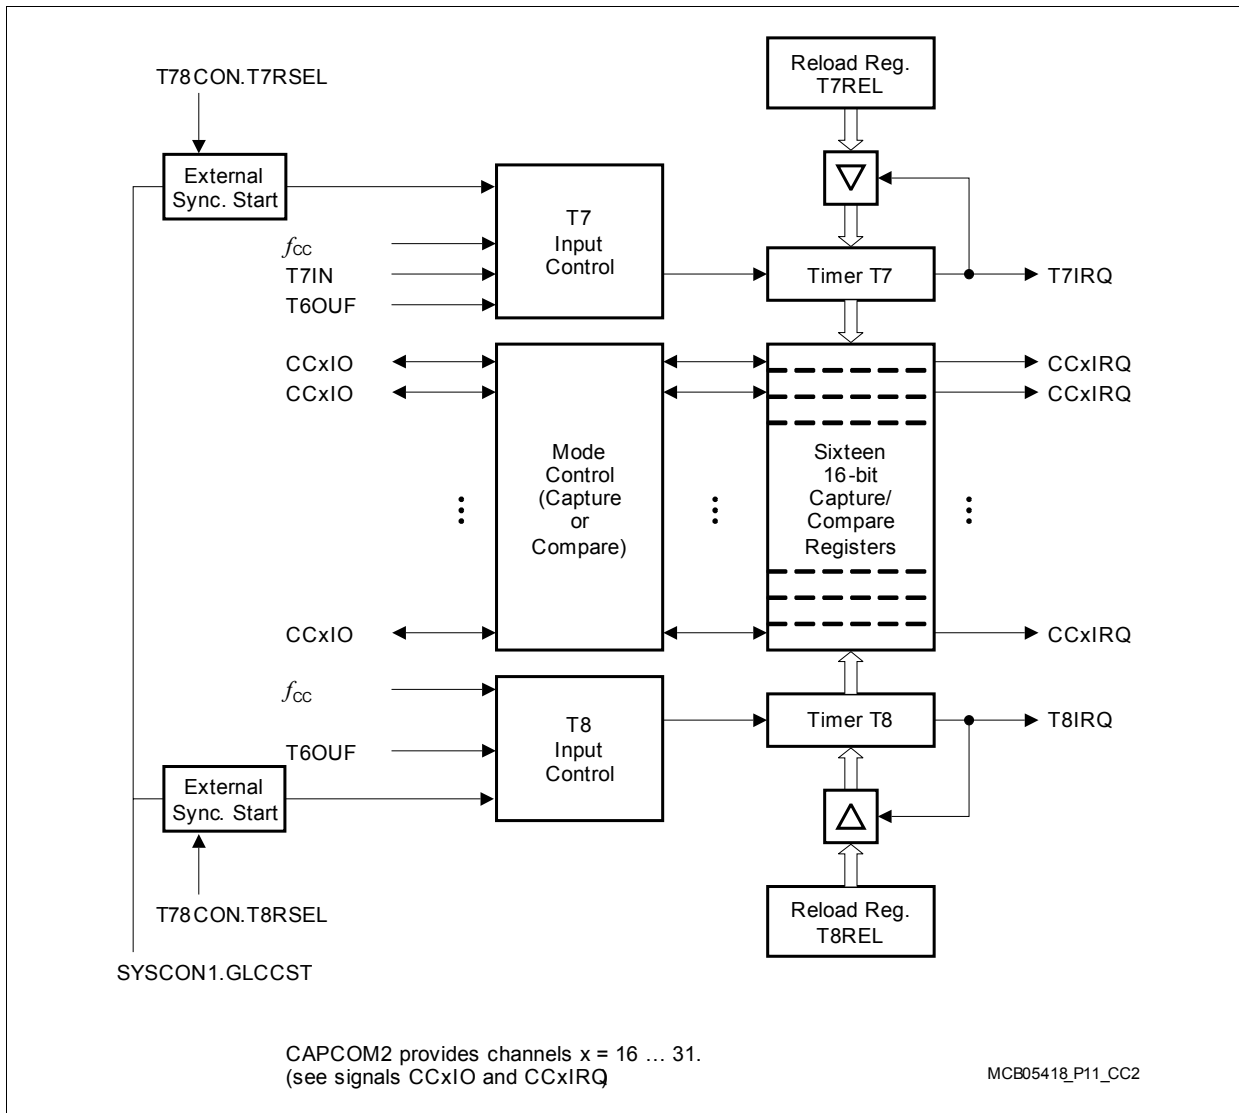 Reload Reg.
T7REL
T78CON.T7RSEL
External
Sync. Start
T7
Input
Control
fCC
T7IN
T6OUF
Timer T7
T7IRQ
CCxIO
CCxIRQ
CCxIO
CCxIRQ
Mode
Control
(Capture
or
Compare)
Sixteen
16-bit
Capture/
Compare
Registers
CCxIO
CCxIRQ
fCC
T6OUF
T8
Input
Control
Timer T8
T8IRQ
External
Sync. Start
T78CON.T8RSEL
Reload Reg.
T8REL
SYSCON1.GLCCST
CAPCOM2 provides channels x = 16 … 31.
(see signals CCxIO and CCxIRQ)
MCB05418_P11_CC2